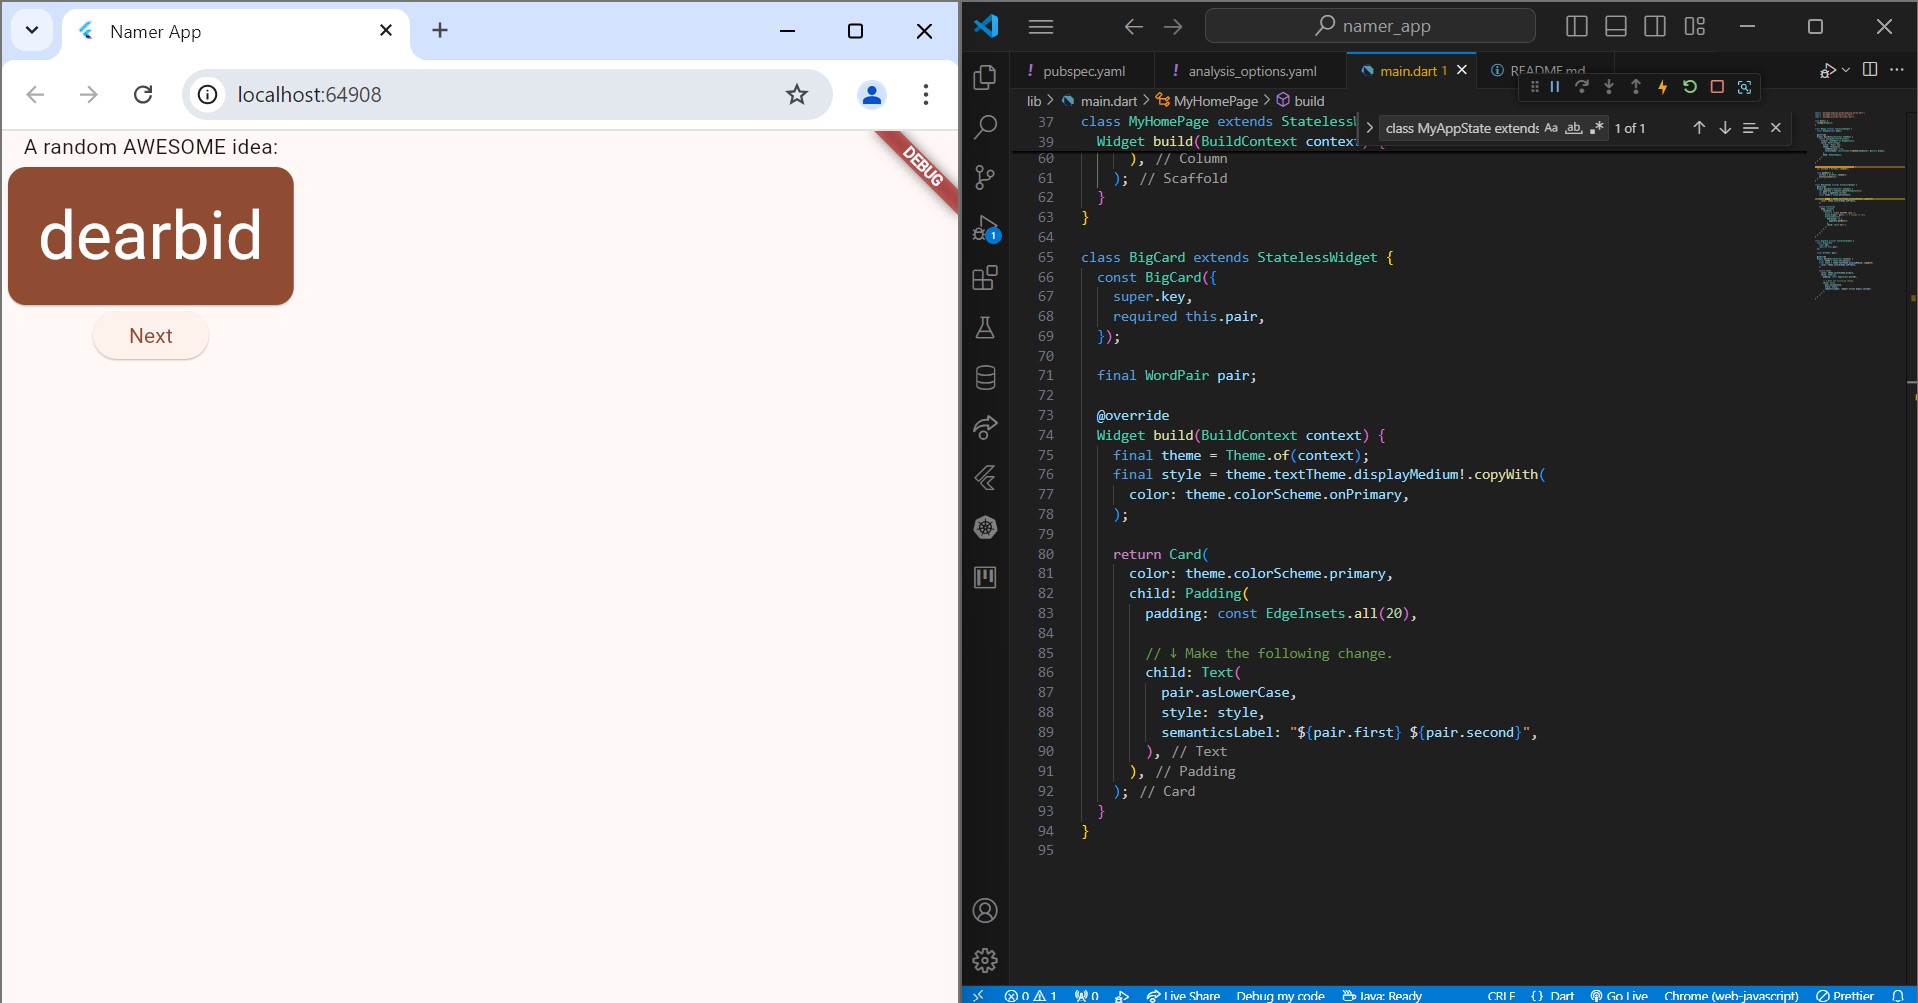 Namer App
localhost:64908
A random AWESOME idea:
DEBUG
dearbid
Next
namer_app
! pubspec.yaml
! analysis_options.yaml
main.dart 1
README.md
lib > main.dart > MyHomePage > build
class MyAppState extends Aa ab 1 of 1
37 class MyHomePage extends Stateless
39 Widget build(BuildContext context) {
60 ), // Column
61 ); // Scaffold
62 }
63 }
64
65 class BigCard extends StatelessWidget {
66 const BigCard({
67 super.key,
68 required this.pair,
69 });
70
71 final WordPair pair;
72
73 @override
74 Widget build(BuildContext context) {
75 final theme = Theme.of(context);
76 final style = theme.textTheme.displayMedium!.copyWith(
77 color: theme.colorScheme.onPrimary,
78 );
79
80 return Card(
81 color: theme.colorScheme.primary,
82 child: Padding(
83 padding: const EdgeInsets.all(20),
84
85 // ↓ Make the following change.
86 child: Text(
87 pair.asLowerCase,
88 style: style,
89 semanticsLabel: "${pair.first} ${pair.second}",
90 ), // Text
91 ), // Padding
92 ); // Card
93 }
94 }
95
1
0 1 0 Live Share Debug my code Java: Ready CRLF {} Dart Go Live Chrome (web-javascript) Prettier